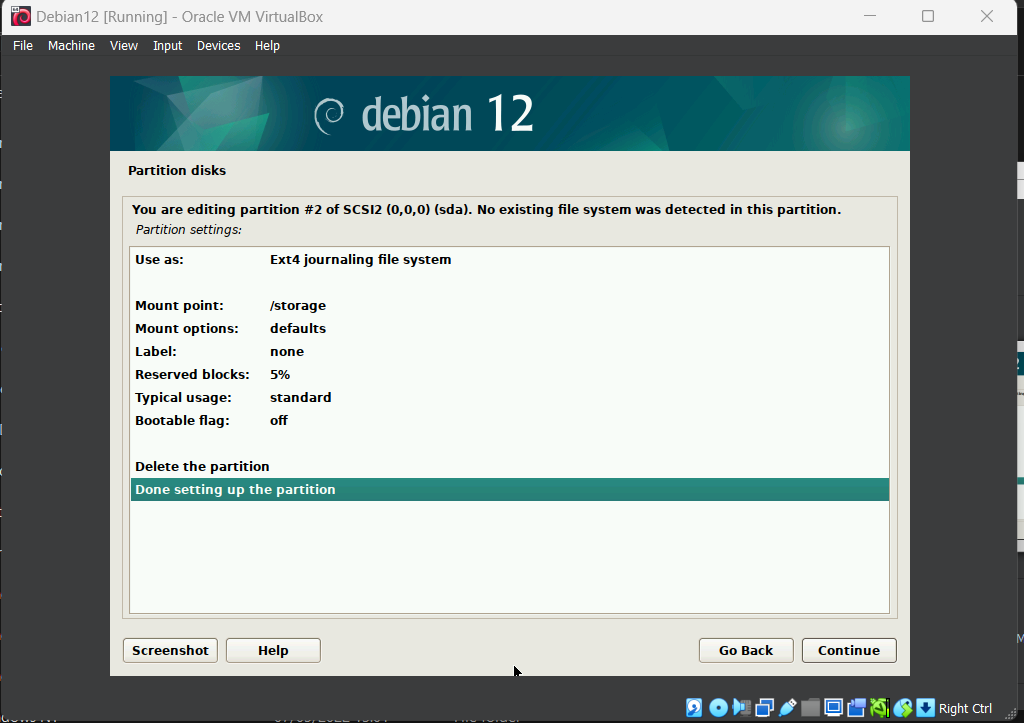 Debian12 [Running] - Oracle VM VirtualBox
File Machine View Input Devices Help
debian 12
Partition disks
You are editing partition #2 of SCSI2 (0,0,0) (sda). No existing file system was detected in this partition.
Partition settings:
Use as: Ext4 journaling file system
Mount point: /storage
Mount options: defaults
Label: none
Reserved blocks: 5%
Typical usage: standard
Bootable flag: off
Delete the partition
Done setting up the partition
Screenshot Help Go Back Continue
Right Ctrl